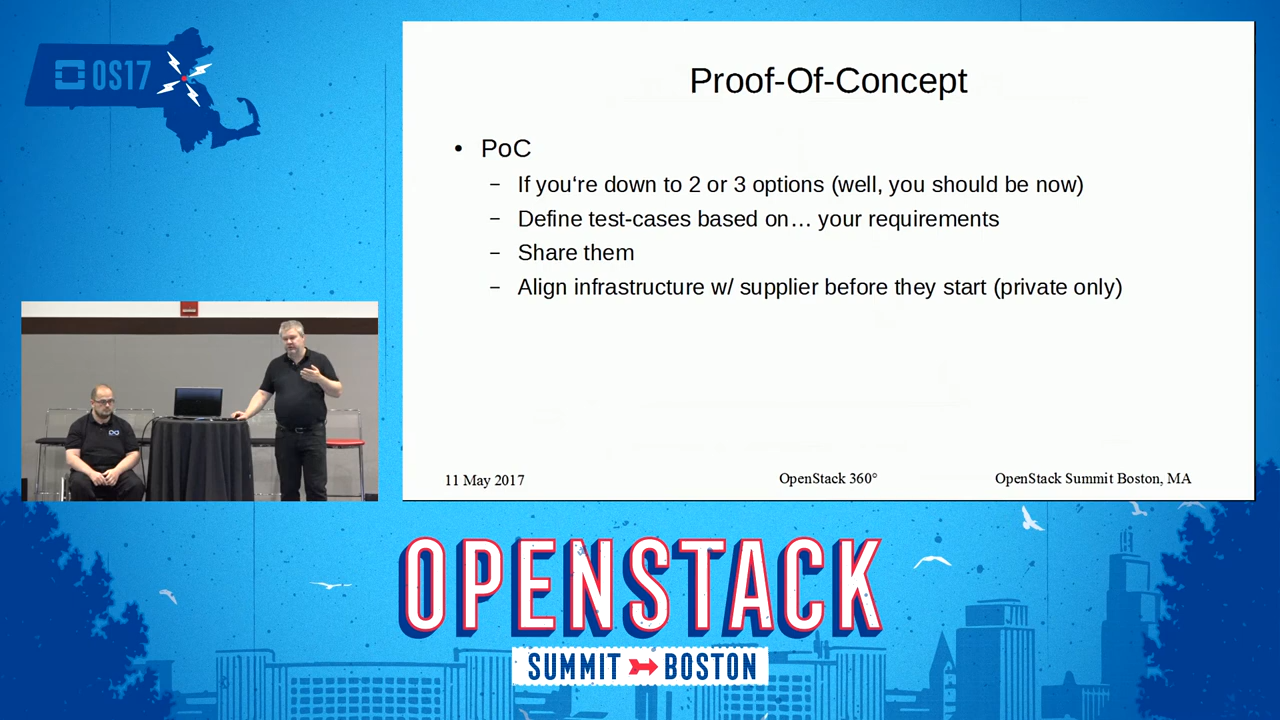 OS17
Proof-Of-Concept
• PoC
– If you‘re down to 2 or 3 options (well, you should be now)
– Define test-cases based on… your requirements
– Share them
– Align infrastructure w/ supplier before they start (private only)
11 May 2017
OpenStack 360°
OpenStack Summit Boston, MA
OPENSTACK
SUMMIT BOSTON